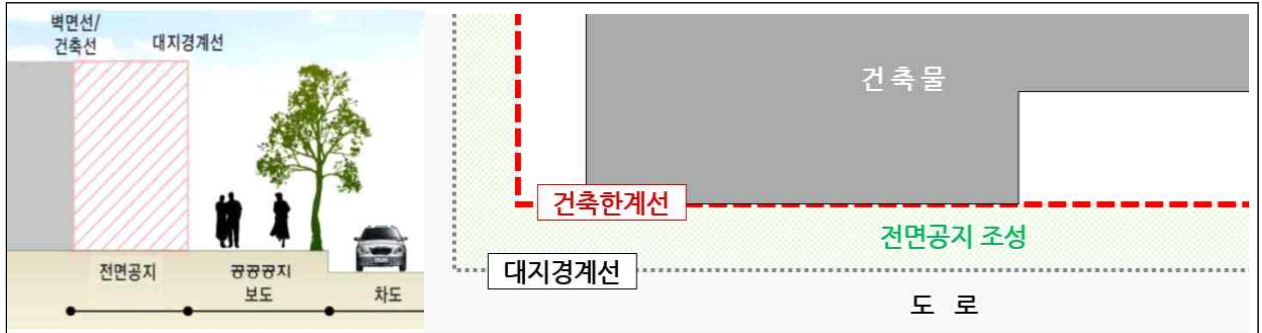 벽면선/
건축선
대지경계선
전면공지
공공공지
보도
차도
건축물
건축한계선
전면공지 조성
대지경계선
도 로